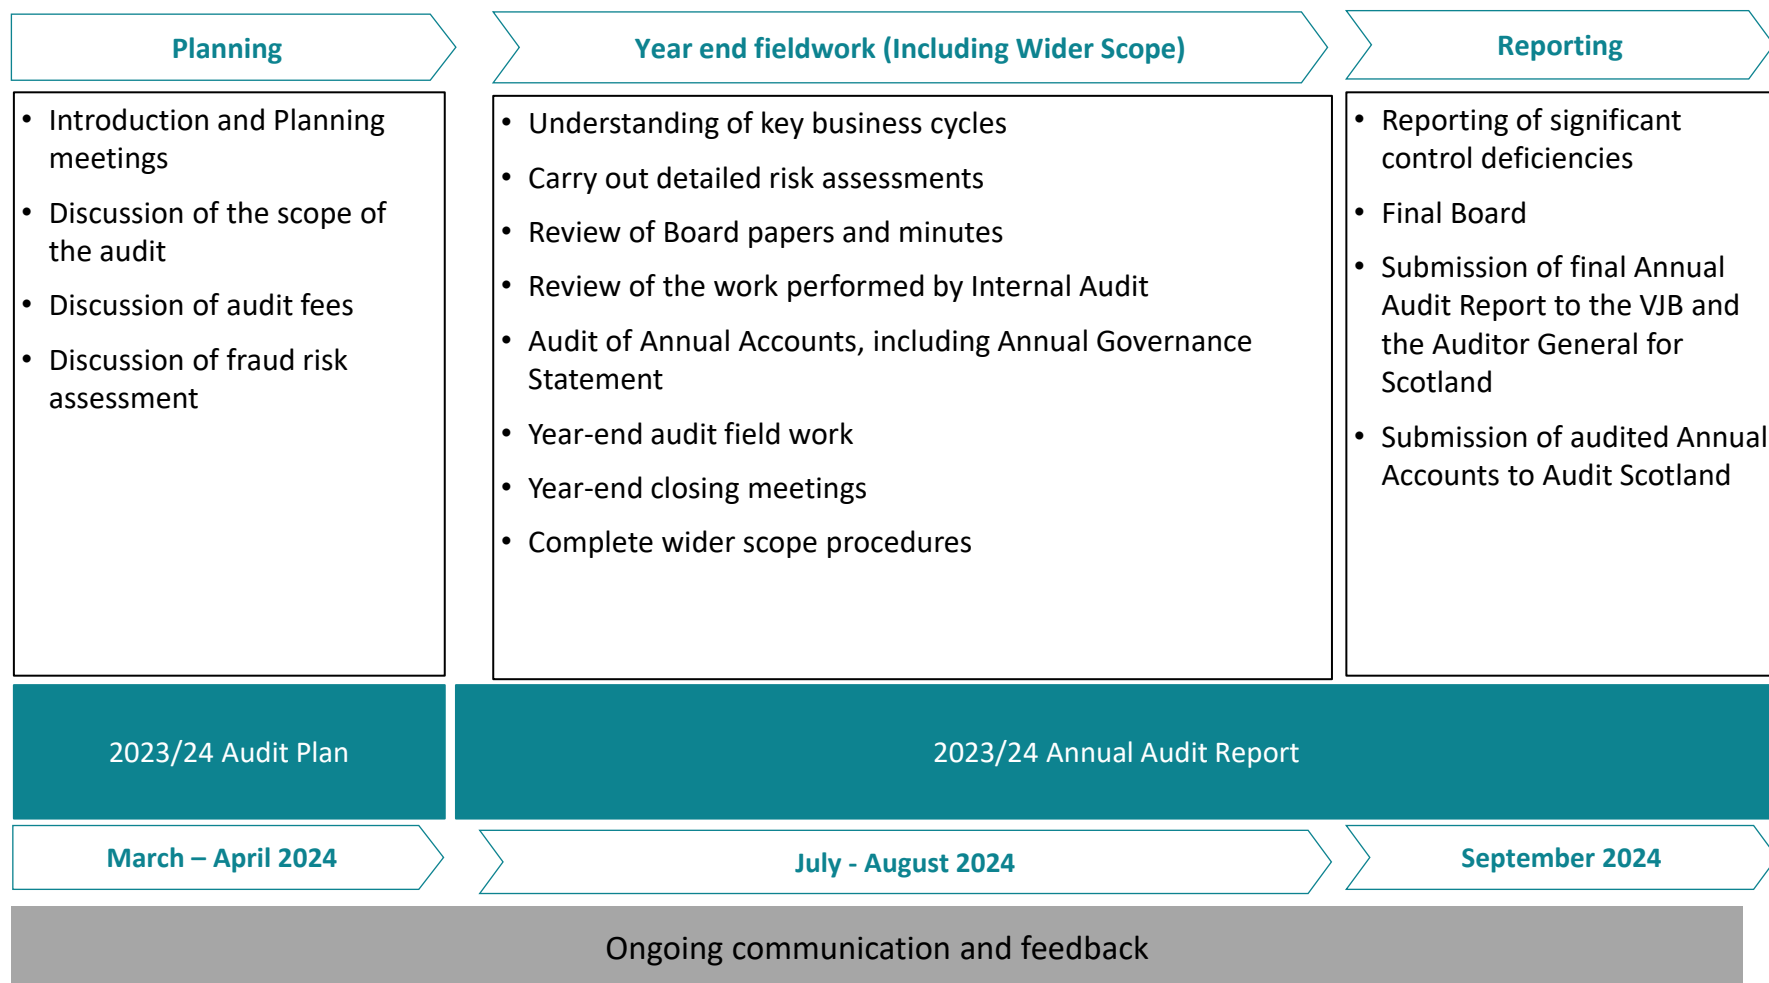 Planning
Year end fieldwork (Including Wider Scope)
Reporting
• Introduction and Planning
meetings
• Discussion of the scope of
the audit
• Discussion of audit fees
• Discussion of fraud risk
assessment
• Understanding of key business cycles
• Carry out detailed risk assessments
• Review of Board papers and minutes
• Review of the work performed by Internal Audit
• Audit of Annual Accounts, including Annual Governance
Statement
• Year-end audit field work
• Year-end closing meetings
• Complete wider scope procedures
• Reporting of significant
control deficiencies
• Final Board
• Submission of final Annual
Audit Report to the VJB and
the Auditor General for
Scotland
• Submission of audited Annual
Accounts to Audit Scotland
2023/24 Audit Plan
2023/24 Annual Audit Report
March – April 2024
July - August 2024
September 2024
Ongoing communication and feedback